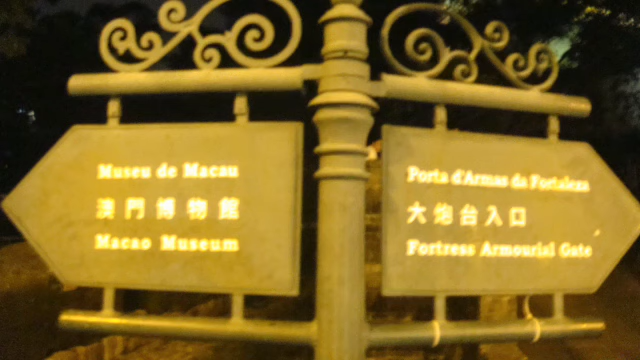 Museu de Macau
澳門博物館
Macao Museum
Porta d'Armas da Fortaleza
大炮台入口
Fortress Armourial Gate